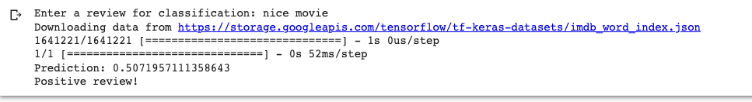 Enter a review for classification: nice movie
Downloading data from https://storage.googleapis.com/tensorflow/tf-keras-datasets/imdb_word_index.json
1641221/1641221 [==============================] - 1s 0us/step
1/1 [==============================] - 0s 52ms/step
Prediction: 0.5071957111358643
Positive review!